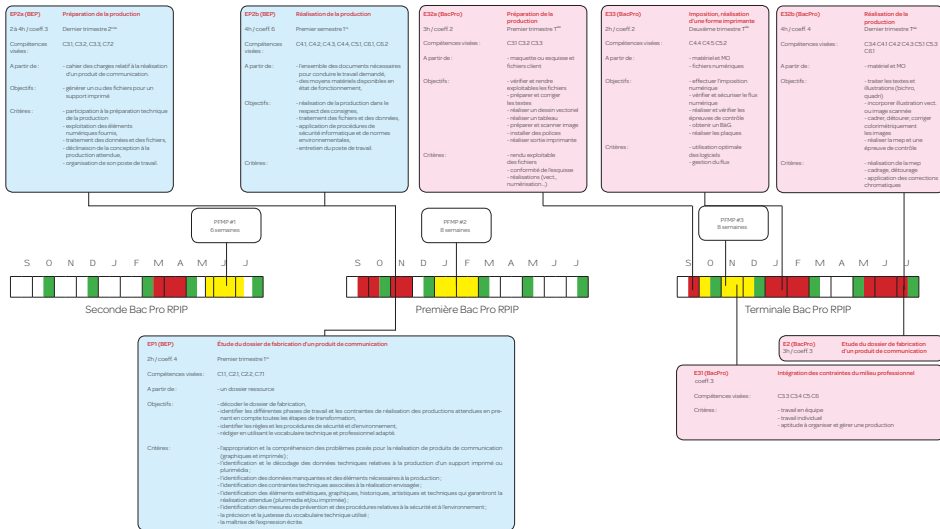 EP2a (BEP) Préparation de la production
2 à 4h / coeff. 3 Dernier trimestre 2nde
Compétences visées : C3.1, C3.2, C3.3, C7.2
A partir de : - cahier des charges relatif à la réalisation
d'un produit de communication.
Objectifs : - générer un ou des fichiers pour un
support imprimé
Critères : - participation à la préparation technique
de la production
- exploitation des éléments
numériques fournis,
- traitement des données et des fichiers,
- déclinaison de la conception à la
production attendue,
- organisation de son poste de travail.
EP2b (BEP) Réalisation de la production
4h / coeff. 6 Premier semestre 1re
Compétences visées : C4.1, C4.2, C4.3, C4.4, C5.1, C6.1, C6.2
A partir de : - l'ensemble des documents nécessaires
pour conduire le travail demandé,
- des moyens matériels disponibles en
état de fonctionnement,
Objectifs : - réalisation de la production dans le
respect des consignes,
- traitement des fichiers et des données,
- application de procédures de
sécurité informatique et de normes
environnementales,
- entretien du poste de travail.
Critères :
E32a (BacPro) Préparation de la
production
3h / coeff. 2 Premier trimestre Tale
Compétences visées : C3.1 C3.2 C3.3
A partir de : - maquette ou esquisse et
fichiers client
Objectifs : - vérifier et rendre
exploitables les fichiers
- préparer et corriger
les textes
- réaliser un dessin vectoriel
- réaliser un tableau
- préparer et scanner image
- installer des polices
- réaliser sortie imprimante
Critères : - rendu exploitable
des fichiers
- conformité de l'esquisse
- réalisations (vect.,
numérisation...)
E33 (BacPro) Imposition, réalisation
d'une forme imprimante
2h / coeff. 2 Deuxième trimestre Tale
Compétences visées : C4.4 C4.5 C5.2
A partir de : - matériel et MO
- fichiers numériques
Objectifs : - effectuer l'imposition
numérique
- vérifier et sécuriser le flux
numérique
- réaliser et vérifier les
épreuves de contrôle
- obtenir un BAG
- réaliser les plaques
Critères : - utilisation optimale
des logiciels
- gestion du flux
E32b (BacPro) Réalisation de la
production
4h / coeff. 4 Dernier trimestre Tale
Compétences visées : C3.4 C4.1 C4.2 C4.3 C5.1 C5.3
C6.1
A partir de : - matériel et MO
Objectifs : - traiter les textes et
illustrations (bichro,
quadri)
- incorporer illustration vect.
ou image scannée
- cadrer, détourer, corriger
colorimétriquement
les images
- réaliser la mep et une
épreuve de contrôle
Critères : - réalisation de la mep
- cadrage, détourage
- application des corrections
chromatiques
PFMP #1
6 semaines
PFMP #2
8 semaines
PFMP #3
8 semaines
S O N D J F M A M J J
S O N D J F M A M J J
S O N D J F M A M J J
Seconde Bac Pro RPIP
Première Bac Pro RPIP
Terminale Bac Pro RPIP
EP1 (BEP) Étude du dossier de fabrication d'un produit de communication
2h / coeff. 4 Premier trimestre 1re
Compétences visées : C1.1, C2.1, C2.2, C7.1
A partir de : - un dossier ressource
Objectifs : - décoder le dossier de fabrication,
- identifier les différentes phases de travail et les contraintes de réalisation des productions attendues en pre-
nant en compte toutes les étapes de transformation,
- identifier les règles et les procédures de sécurité et d'environnement,
- rédiger en utilisant le vocabulaire technique et professionnel adapté.
Critères : - l'appropriation et la compréhension des problèmes posés pour la réalisation de produits de communication
(graphiques et imprimés) ;
- l'identification et le décodage des données techniques relatives à la production d'un support imprimé ou
plurimédia ;
- l'identification des données manquantes et des éléments nécessaires à la production ;
- l'identification des contraintes techniques associées à la réalisation envisagée ;
- l'identification des éléments esthétiques, graphiques, historiques, artistiques et techniques qui garantiront la
réalisation attendue (plurimedia et/ou imprimée) ;
- l'identification des mesures de prévention et des procédures relatives à la sécurité et à l'environnement ;
- la précision et la justesse du vocabulaire technique utilisé ;
- la maîtrise de l'expression écrite.
E2 (BacPro) Etude du dossier de fabrication
3h / coeff. 3 d'un produit de communication
E31 (BacPro) Intégration des contraintes du milieu professionnel
coeff. 3
Compétences visées : C3.3 C3.4 C5 C6
Critères : - travail en équipe
- travail individuel
- aptitude à organiser et gérer une production